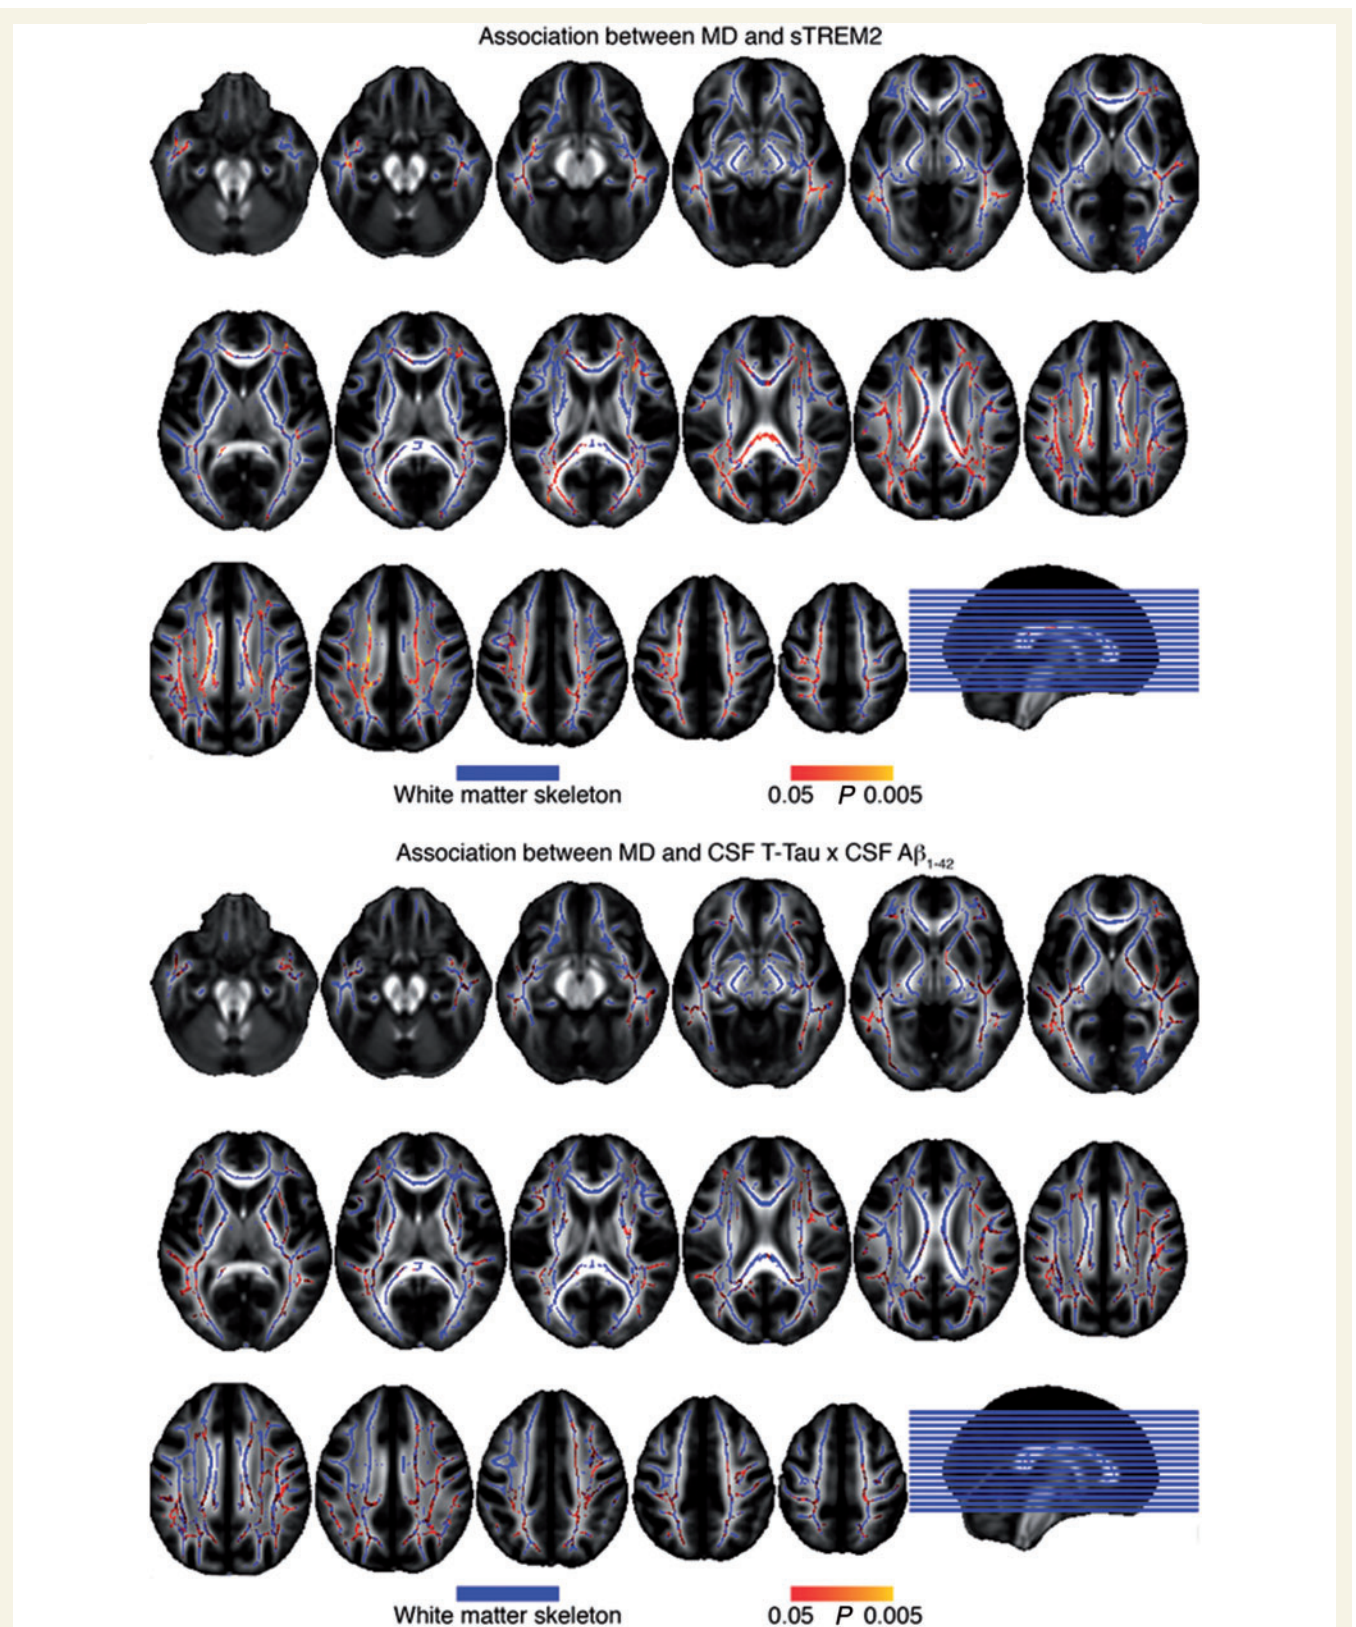 Association between MD and sTREM2
White matter skeleton
0.05 P 0.005
Association between MD and CSF T-Tau x CSF Aβ1-42
White matter skeleton
0.05 P 0.005